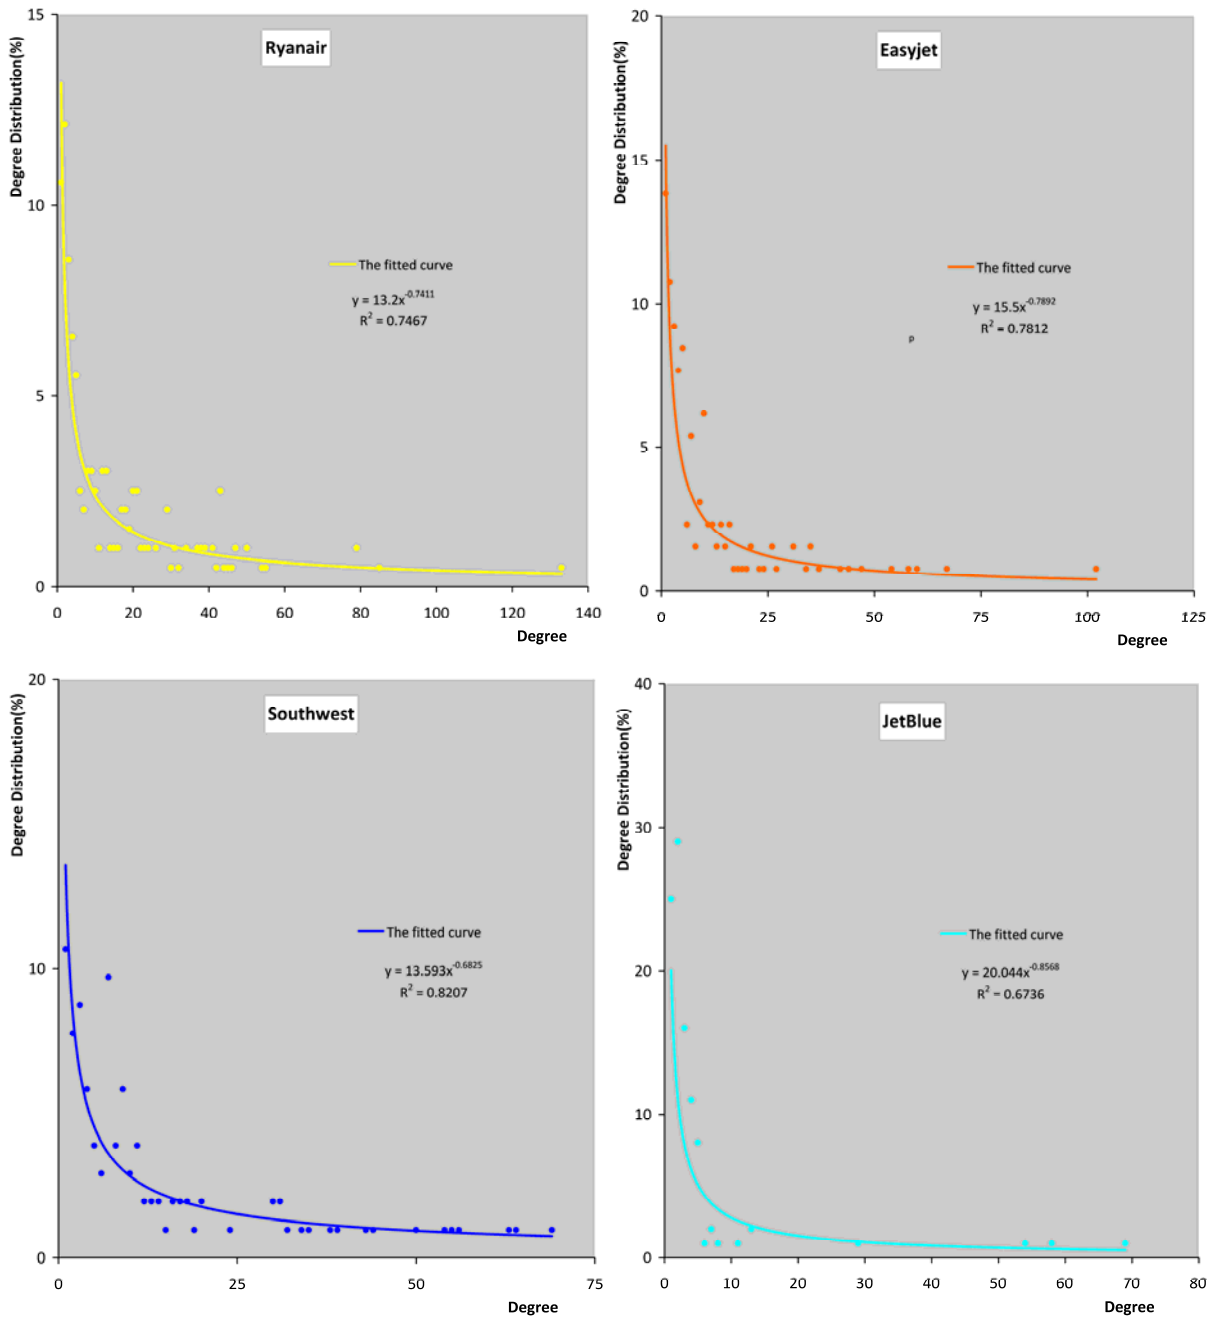 Ryanair
Degree Distribution(%)
15
10
5
0
The fitted curve
y = 13.2x^-0.7411
R² = 0.7467
0 20 40 60 80 100 120 140
Degree
Easyjet
Degree Distribution(%)
20
15
10
5
0
The fitted curve
y = 15.5x^-0.7892
R² = 0.7812
p
0 25 50 75 100 125
Degree
Southwest
Degree Distribution(%)
20
10
0
The fitted curve
y = 13.593x^-0.6825
R² = 0.8207
0 25 50 75
Degree
JetBlue
Degree Distribution(%)
40
30
20
10
0
The fitted curve
y = 20.044x^-0.8568
R² = 0.6736
0 10 20 30 40 50 60 70 80
Degree